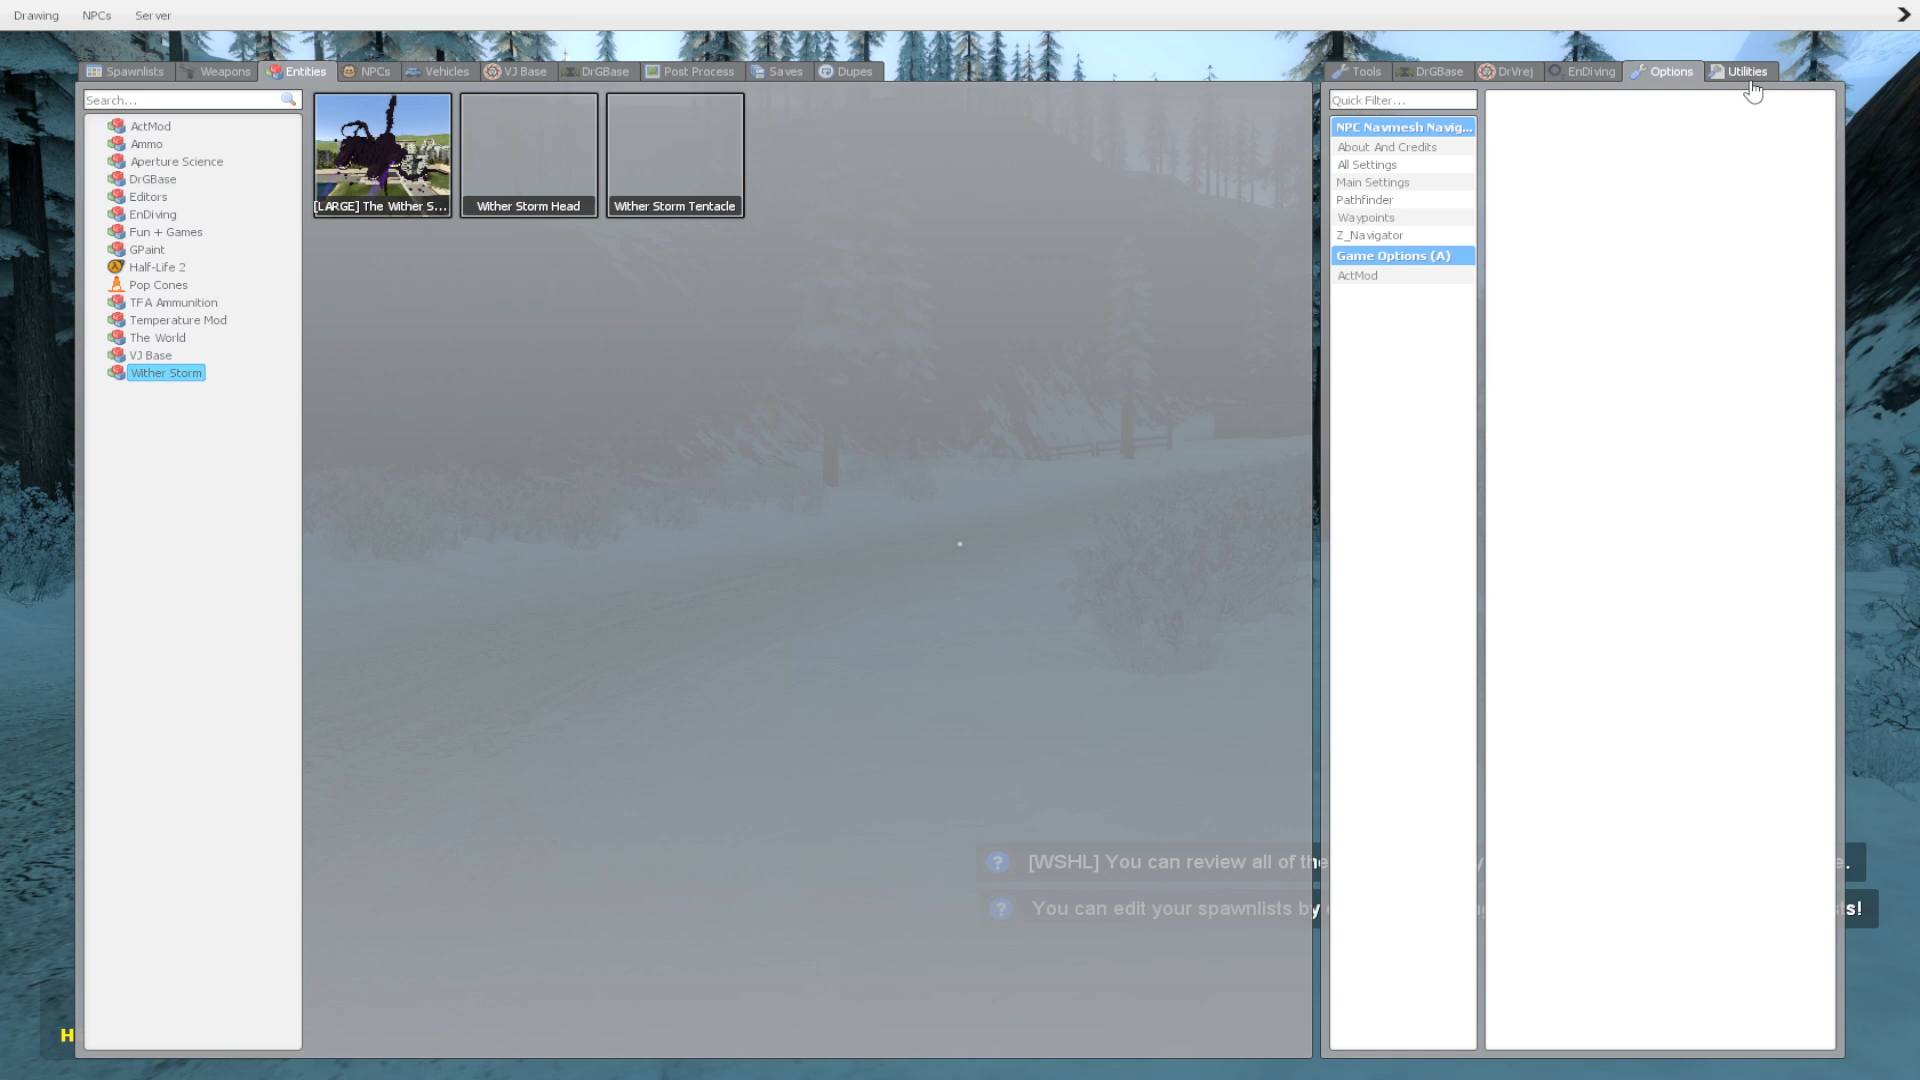 Drawing NPCs Server
Spawnlists Weapons Entities NPCs Vehicles VJ Base DrGBase Post Process Saves Dupes
Tools DrGBase DrVrej EnDiving Options Utilities
Search...
ActMod
Ammo
Aperture Science
DrGBase
Editors
EnDiving
Fun + Games
GPaint
Half-Life 2
Pop Cones
TFA Ammunition
Temperature Mod
The World
VJ Base
Wither Storm
[LARGE] The Wither S...
Wither Storm Head
Wither Storm Tentacle
Quick Filter...
NPC Navmesh Navig...
About And Credits
All Settings
Main Settings
Pathfinder
Waypoints
Z_Navigator
Game Options (A)
ActMod
[WSHL] You can review all of the
You can edit your spawnlists by
H